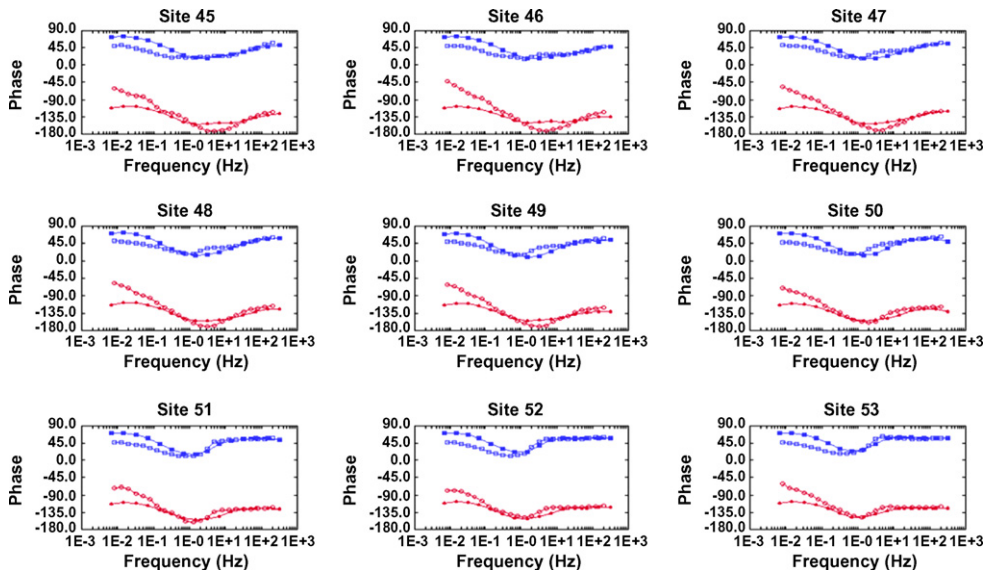 Site 45
Site 46
Site 47
90.0
45.0
0.0
-45.0
-90.0
-135.0
-180.0
Phase
1E-3 1E-2 1E-1 1E+0 1E+1 1E+2 1E+3
Frequency (Hz)
90.0
45.0
0.0
-45.0
-90.0
-135.0
-180.0
Phase
1E-3 1E-2 1E-1 1E+0 1E+1 1E+2 1E+3
Frequency (Hz)
90.0
45.0
0.0
-45.0
-90.0
-135.0
-180.0
Phase
1E-3 1E-2 1E-1 1E+0 1E+1 1E+2 1E+3
Frequency (Hz)
Site 48
Site 49
Site 50
90.0
45.0
0.0
-45.0
-90.0
-135.0
-180.0
Phase
1E-3 1E-2 1E-1 1E+0 1E+1 1E+2 1E+3
Frequency (Hz)
90.0
45.0
0.0
-45.0
-90.0
-135.0
-180.0
Phase
1E-3 1E-2 1E-1 1E+0 1E+1 1E+2 1E+3
Frequency (Hz)
90.0
45.0
0.0
-45.0
-90.0
-135.0
-180.0
Phase
1E-3 1E-2 1E-1 1E+0 1E+1 1E+2 1E+3
Frequency (Hz)
Site 51
Site 52
Site 53
90.0
45.0
0.0
-45.0
-90.0
-135.0
-180.0
Phase
1E-3 1E-2 1E-1 1E+0 1E+1 1E+2 1E+3
Frequency (Hz)
90.0
45.0
0.0
-45.0
-90.0
-135.0
-180.0
Phase
1E-3 1E-2 1E-1 1E+0 1E+1 1E+2 1E+3
Frequency (Hz)
90.0
45.0
0.0
-45.0
-90.0
-135.0
-180.0
Phase
1E-3 1E-2 1E-1 1E+0 1E+1 1E+2 1E+3
Frequency (Hz)